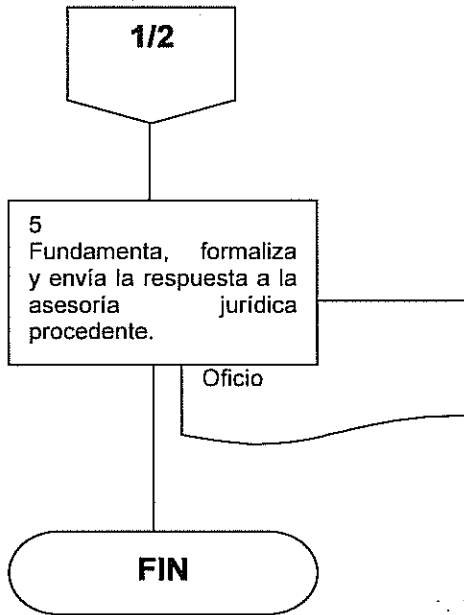 1/2
5
Fundamenta, formaliza
y envía la respuesta a la
asesoría jurídica
procedente.
Oficio
FIN